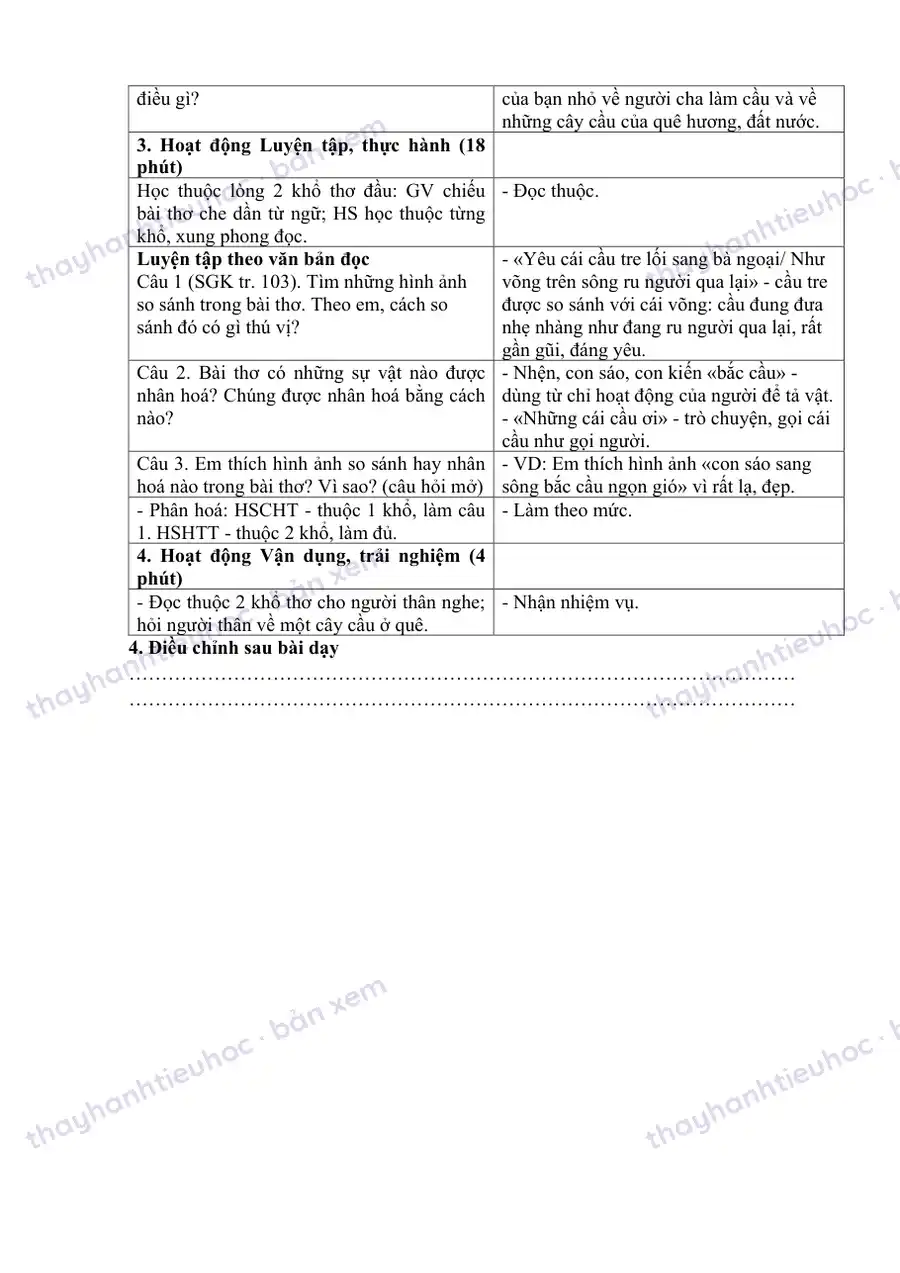 điều gì?
của bạn nhỏ về người cha làm cầu và về
những cây cầu của quê hương, đất nước.
3. Hoạt động Luyện tập, thực hành (18
phút)
Học thuộc lòng 2 khổ thơ đầu: GV chiếu
bài thơ che dần từ ngữ; HS học thuộc từng
khổ, xung phong đọc.
- Đọc thuộc.
Luyện tập theo văn bản đọc
Câu 1 (SGK tr. 103). Tìm những hình ảnh
so sánh trong bài thơ. Theo em, cách so
sánh đó có gì thú vị?
- «Yêu cái cầu tre lối sang bà ngoại/ Như
võng trên sông ru người qua lại» - cầu tre
được so sánh với cái võng: cầu đung đưa
nhẹ nhàng như đang ru người qua lại, rất
gần gũi, đáng yêu.
Câu 2. Bài thơ có những sự vật nào được
nhân hoá? Chúng được nhân hoá bằng cách
nào?
- Nhện, con sáo, con kiến «bắc cầu» -
dùng từ chỉ hoạt động của người để tả vật.
- «Những cái cầu ơi» - trò chuyện, gọi cái
cầu như gọi người.
Câu 3. Em thích hình ảnh so sánh hay nhân
hoá nào trong bài thơ? Vì sao? (câu hỏi mở)
- VD: Em thích hình ảnh «con sáo sang
sông bắc cầu ngọn gió» vì rất lạ, đẹp.
- Phân hoá: HSCHT - thuộc 1 khổ, làm câu
1. HSHTT - thuộc 2 khổ, làm đủ.
- Làm theo mức.
4. Hoạt động Vận dụng, trải nghiệm (4
phút)
- Đọc thuộc 2 khổ thơ cho người thân nghe;
hỏi người thân về một cây cầu ở quê.
- Nhận nhiệm vụ.
4. Điều chỉnh sau bài dạy
……………………………………………………………………………………………
……………………………………………………………………………………………
thayhanhtieuhoc · bản xem
thayhanhtieuhoc · b
thayhanhtieuhoc · bản xem
thayhanhtieuhoc · b
thayhanhtieuhoc · bản xem
thayhanhtieuhoc · b